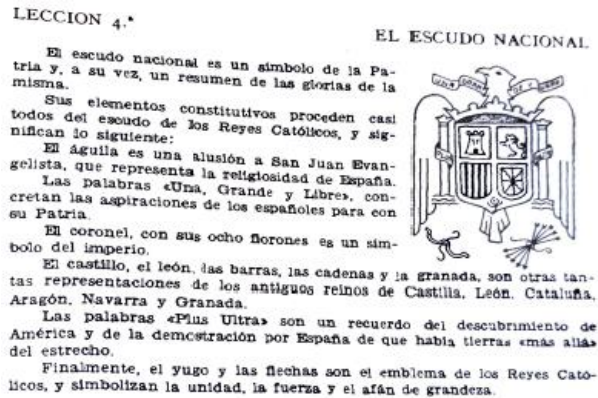 LECCION 4.ª
EL ESCUDO NACIONAL
El escudo nacional es un símbolo de la Pa-
tria y, a su vez, un resumen de las glorias de la
misma.
Sus elementos constitutivos proceden casi
todos del escudo de los Reyes Católicos, y sig-
nifican lo siguiente:
El águila es una alusión a San Juan Evan-
gelista, que representa la religiosidad de España.
Las palabras «Una, Grande y Libre», con-
cretan las aspiraciones de los españoles para con
su Patria.
El coronel, con sus ocho florones es un sím-
bolo del imperio.
El castillo, el león, las barras, las cadenas y la granada, son otras tan-
tas representaciones de los antiguos reinos de Castilla, León, Cataluña,
Aragón, Navarra y Granada.
Las palabras «Plus Ultra» son un recuerdo del descubrimiento de
América y de la demostración por España de que había tierras «más allá»
del estrecho.
Finalmente, el yugo y las flechas son el emblema de los Reyes Cató-
licos, y simbolizan la unidad, la fuerza y el afán de grandeza.